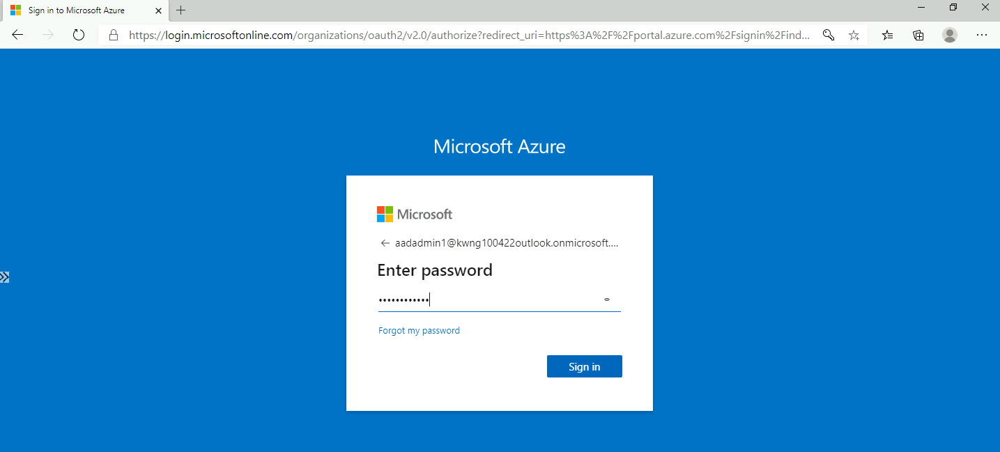 Sign in to Microsoft Azure
https://login.microsoftonline.com/organizations/oauth2/v2.0/authorize?redirect_uri=https%3A%2F%2Fportal.azure.com%2Fsignin%2Find...
Microsoft Azure
Microsoft
aadadmin1@kwng100422outlook.onmicrosoft....
Enter password
••••••••••••
Forgot my password
Sign in